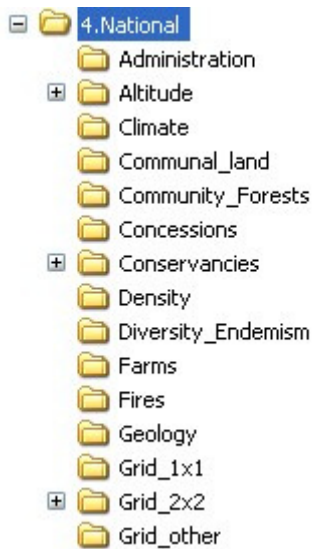 4.National
Administration
Altitude
Climate
Communal_land
Community_Forests
Concessions
Conservancies
Density
Diversity_Endemism
Farms
Fires
Geology
Grid_1x1
Grid_2x2
Grid_other